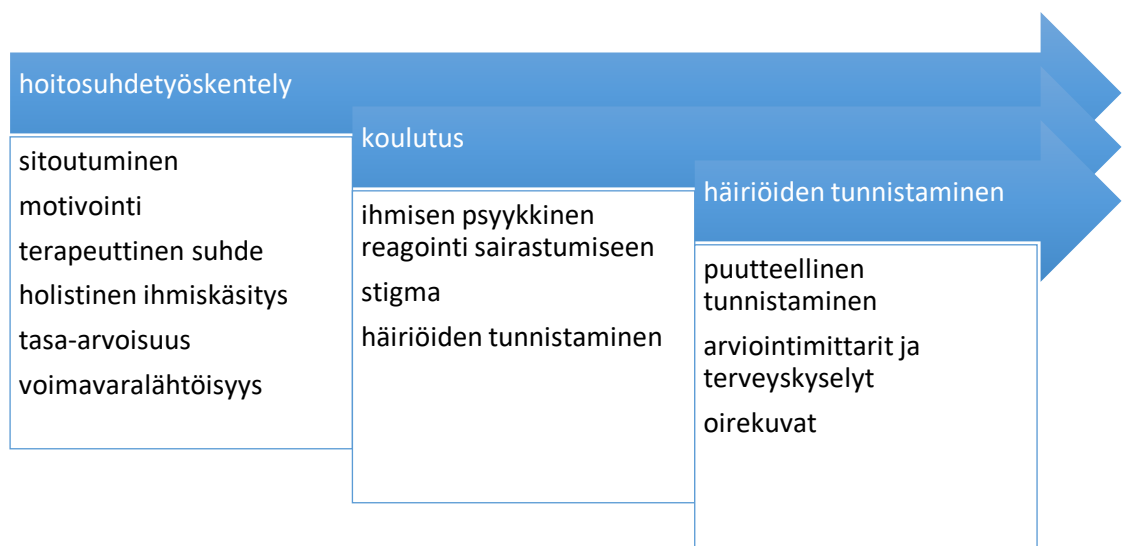 hoitosuhdetyöskentely
sitoutuminen
motivointi
terapeuttinen suhde
holistinen ihmiskäsitys
tasa-arvoisuus
voimavaralähtöisyys
koulutus
ihmisen psyykkinen
reagointi sairastumiseen
stigma
häiriöiden tunnistaminen
häiriöiden tunnistaminen
puutteellinen
tunnistaminen
arviointimittarit ja
terveyskyselyt
oirekuvat